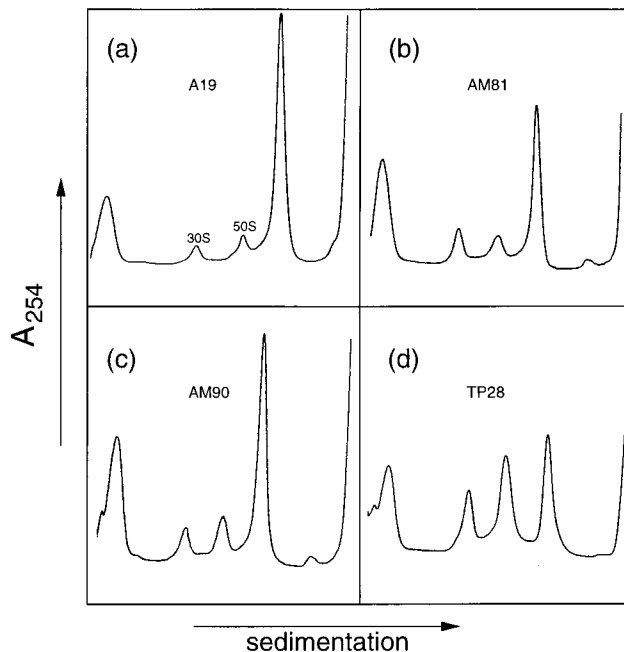 (a)
A19
30S
50S
(b)
AM81
(c)
AM90
(d)
TP28
A254
sedimentation